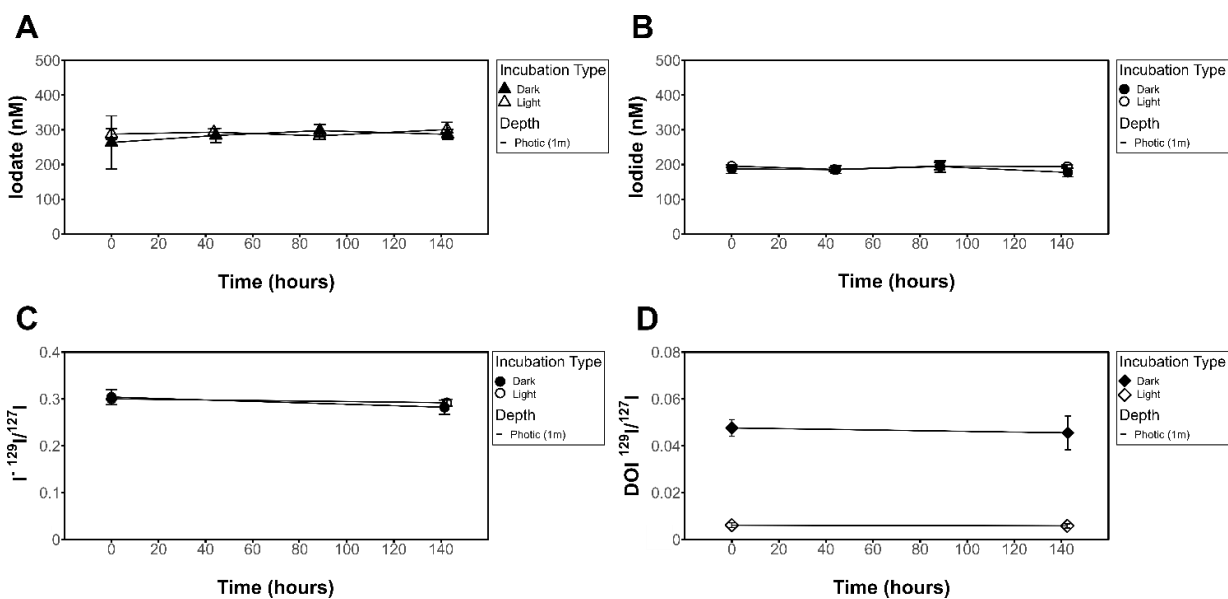 A
Iodate (nM)
500
400
300
200
100
0
0 20 40 60 80 100 120 140
Time (hours)
Incubation Type
Dark
Light
Depth
Photic (1m)
B
Iodide (nM)
500
400
300
200
100
0
0 20 40 60 80 100 120 140
Time (hours)
Incubation Type
Dark
Light
Depth
Photic (1m)
C
I⁻ ¹²⁹I/¹²⁷I
0.4
0.3
0.2
0.1
0
0 20 40 60 80 100 120 140
Time (hours)
Incubation Type
Dark
Light
Depth
Photic (1m)
D
DOI ¹²⁹I/¹²⁷I
0.08
0.06
0.04
0.02
0
0 20 40 60 80 100 120 140
Time (hours)
Incubation Type
Dark
Light
Depth
Photic (1m)